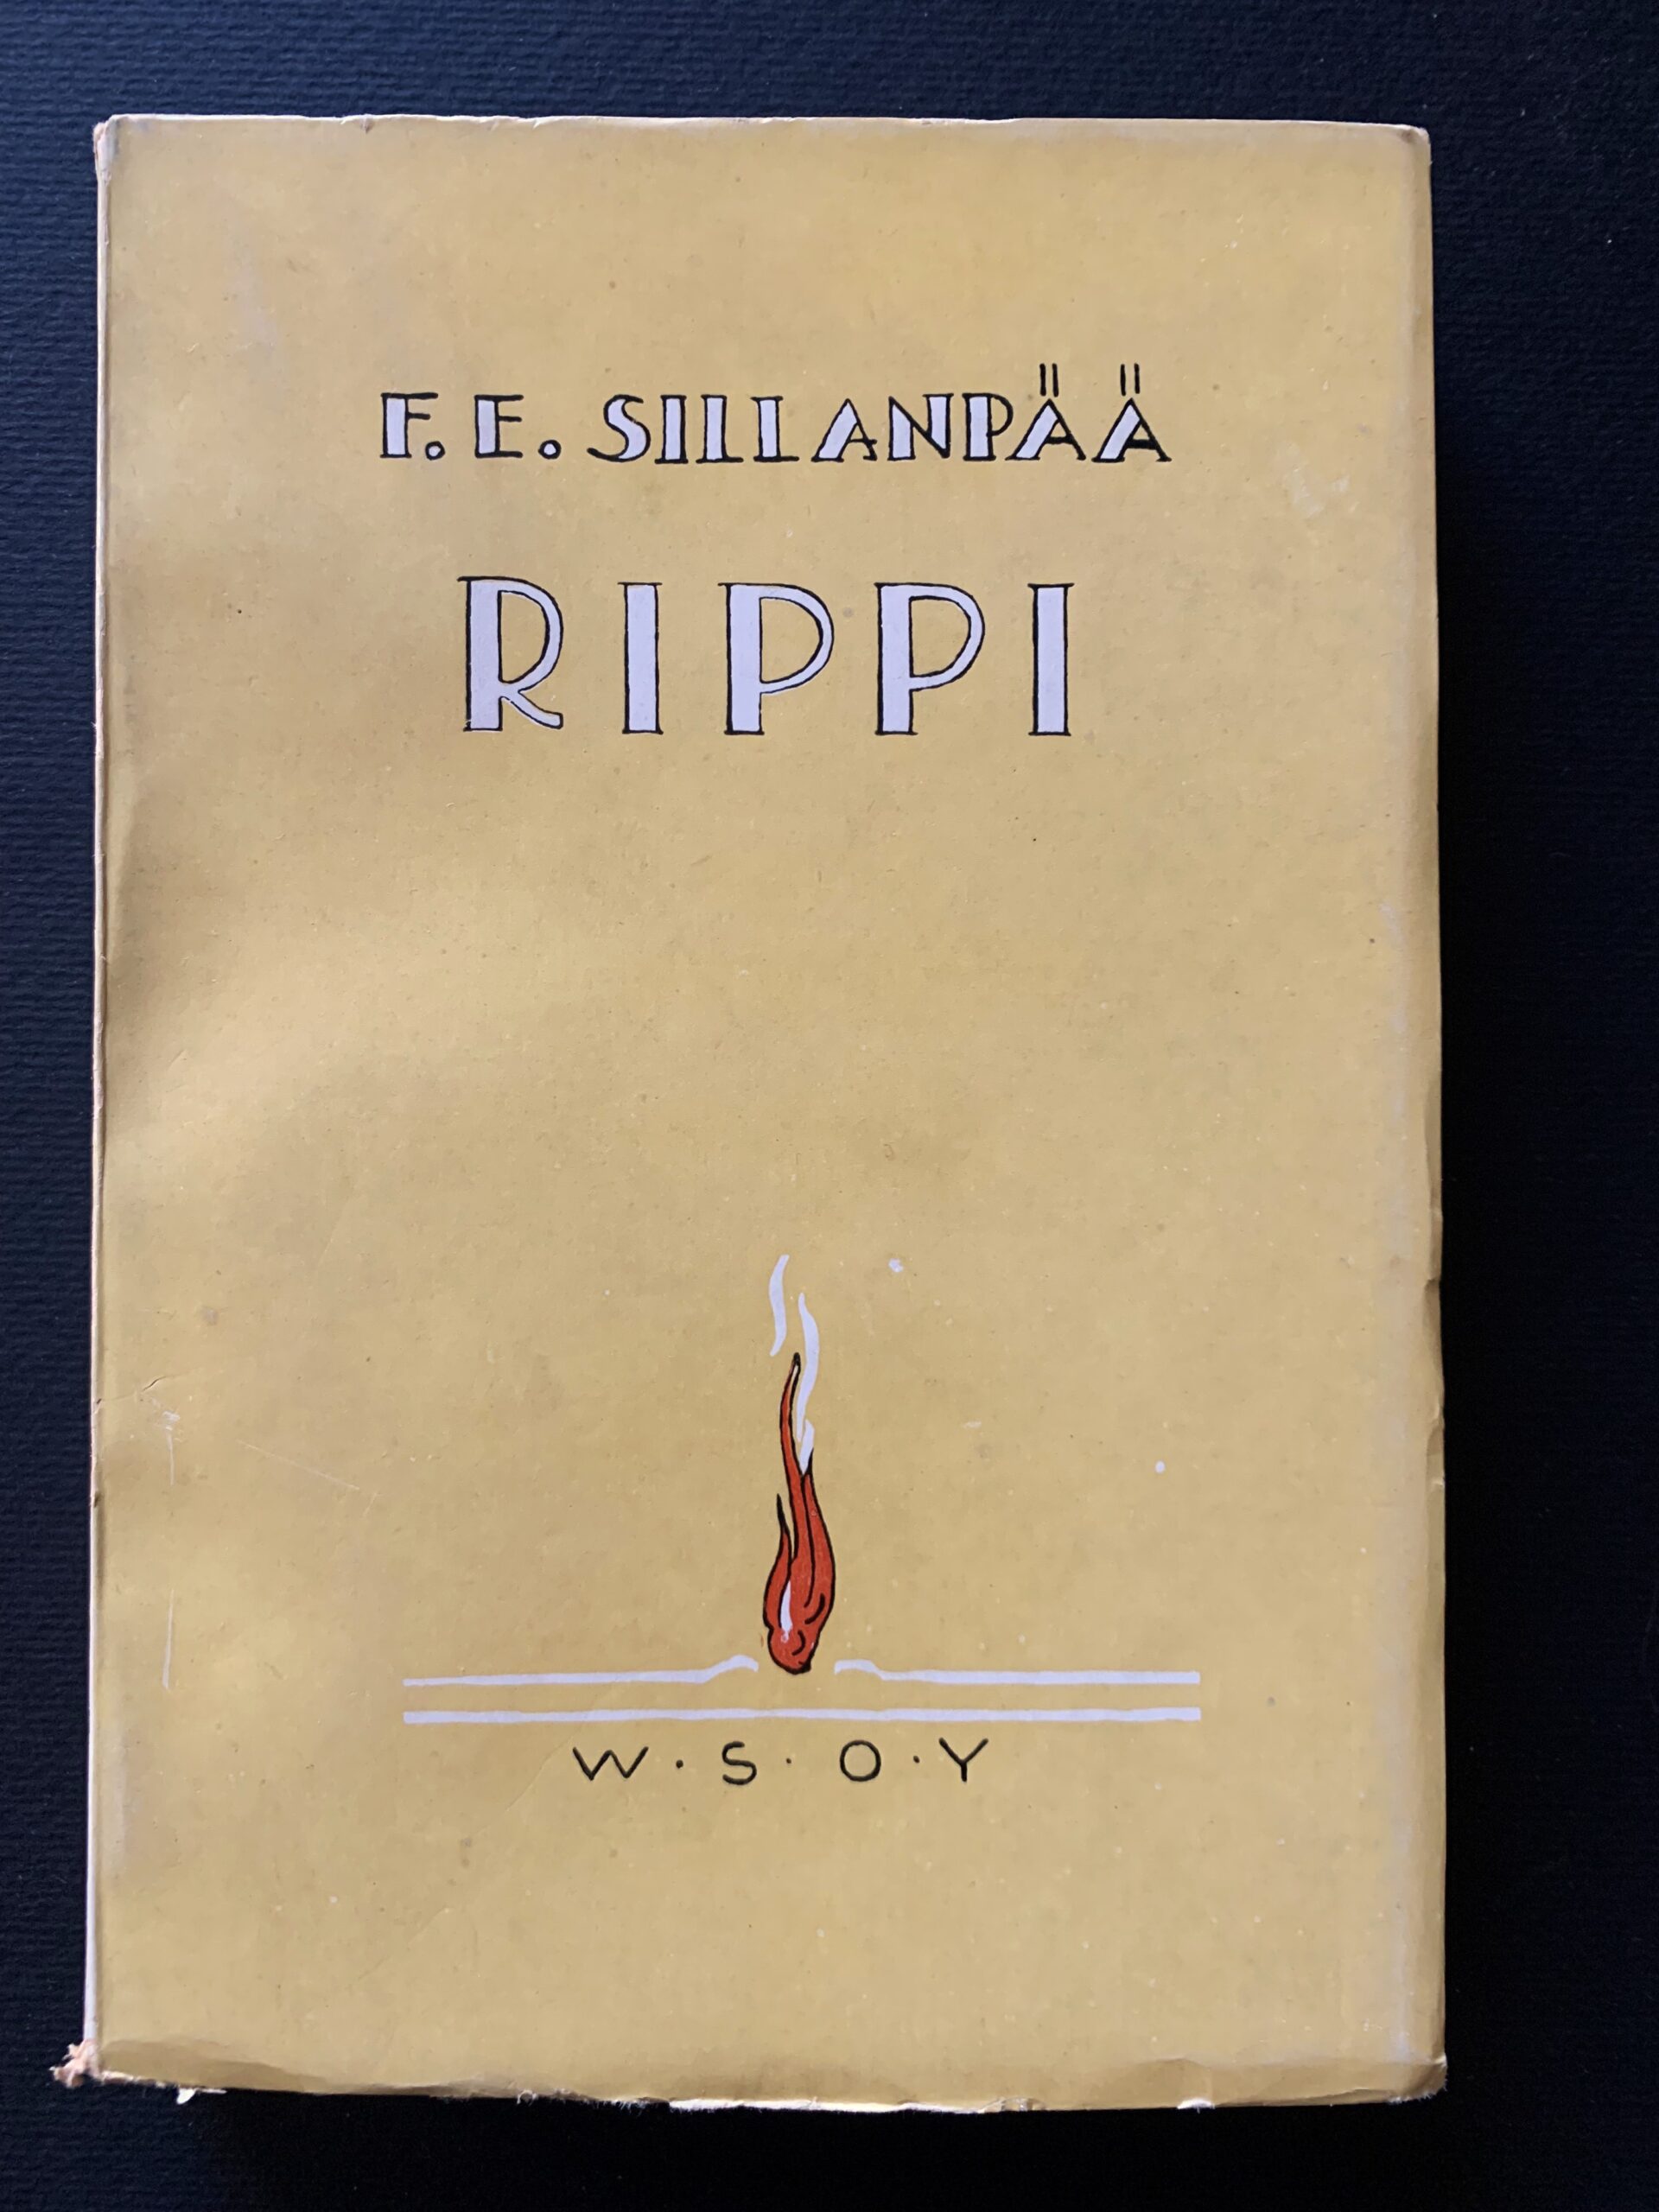 F. E. SILLANPÄÄ
RIPPI
W·S·O·Y